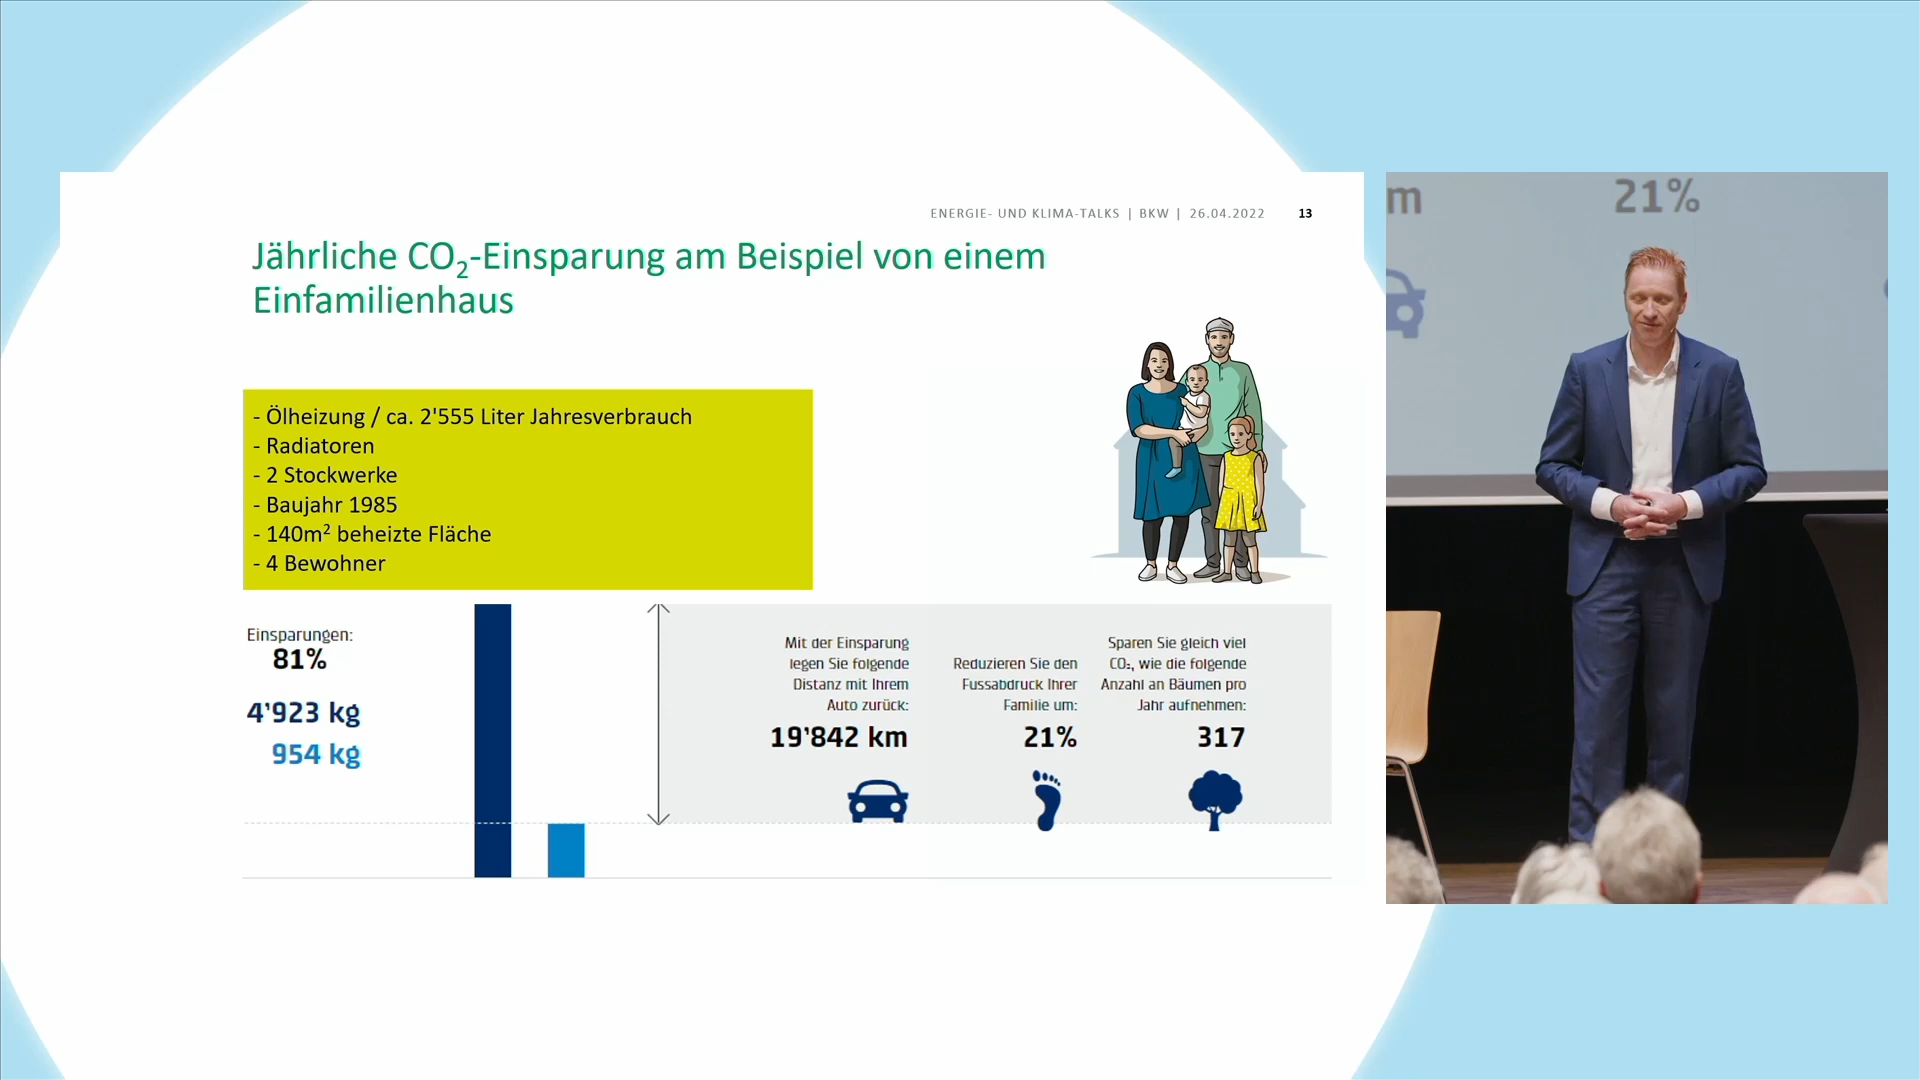 ENERGIE- UND KLIMA-TALKS | BKW | 26.04.2022 13
Jährliche CO₂-Einsparung am Beispiel von einem
Einfamilienhaus
- Ölheizung / ca. 2'555 Liter Jahresverbrauch
- Radiatoren
- 2 Stockwerke
- Baujahr 1985
- 140m² beheizte Fläche
- 4 Bewohner
Einsparungen:
81%
4'923 kg
954 kg
Mit der Einsparung
legen Sie folgende
Distanz mit Ihrem
Auto zurück:
19'842 km
Reduzieren Sie den
Fussabdruck Ihrer
Familie um:
21%
Sparen Sie gleich viel
CO₂, wie die folgende
Anzahl an Bäumen pro
Jahr aufnehmen:
317
m 21%